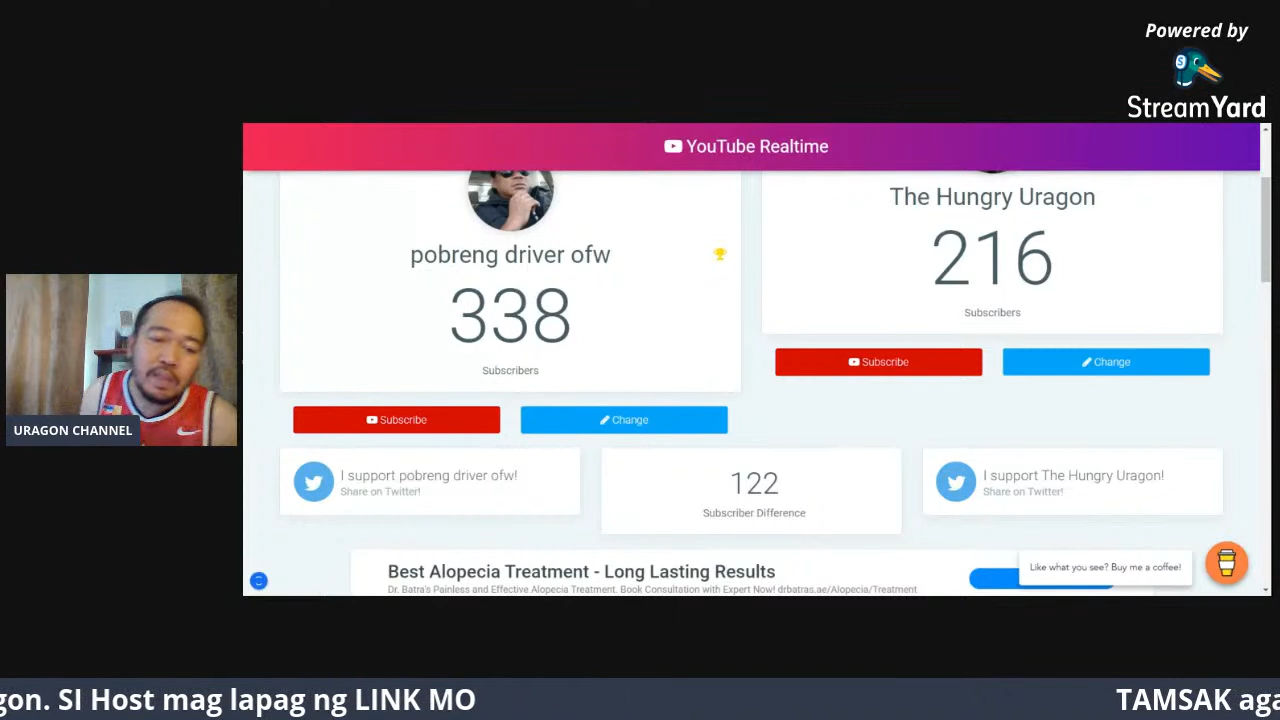 Powered by
StreamYard
YouTube Realtime
pobreng driver ofw
338
Subscribers
Subscribe
Change
The Hungry Uragon
216
Subscribers
Subscribe
Change
I support pobreng driver ofw!
Share on Twitter!
122
Subscriber Difference
I support The Hungry Uragon!
Share on Twitter!
Best Alopecia Treatment - Long Lasting Results
Dr. Batra's Painless and Effective Alopecia Treatment. Book Consultation with Expert Now! drbatras.ae/Alopecia/Treatment
Like what you see? Buy me a coffee!
URAGON CHANNEL
gon. SI Host mag lapag ng LINK MO
TAMSAK aga